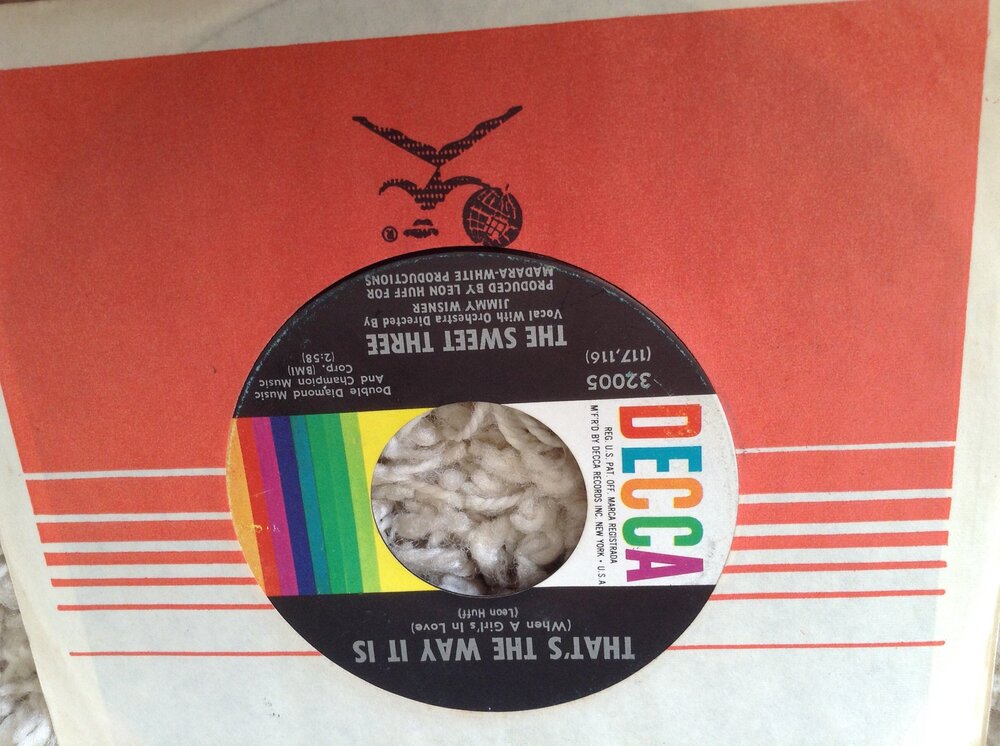 THAT'S THE WAY IT IS
(When A Girl's In Love)
(Leon Huff)
DECCA
REG. U.S. PAT. OFF. MARCA REGISTRADA
M'F'R'D BY DECCA RECORDS INC. NEW YORK • U.S.A
32005
(117,116)
Double Diamond Music
And Champion Music
Corp. (BMI)
(2:58)
THE SWEET THREE
Vocal With Orchestra Directed By
JIMMY WISNER
PRODUCED BY LEON HUFF FOR
MADARA-WHITE PRODUCTIONS
®